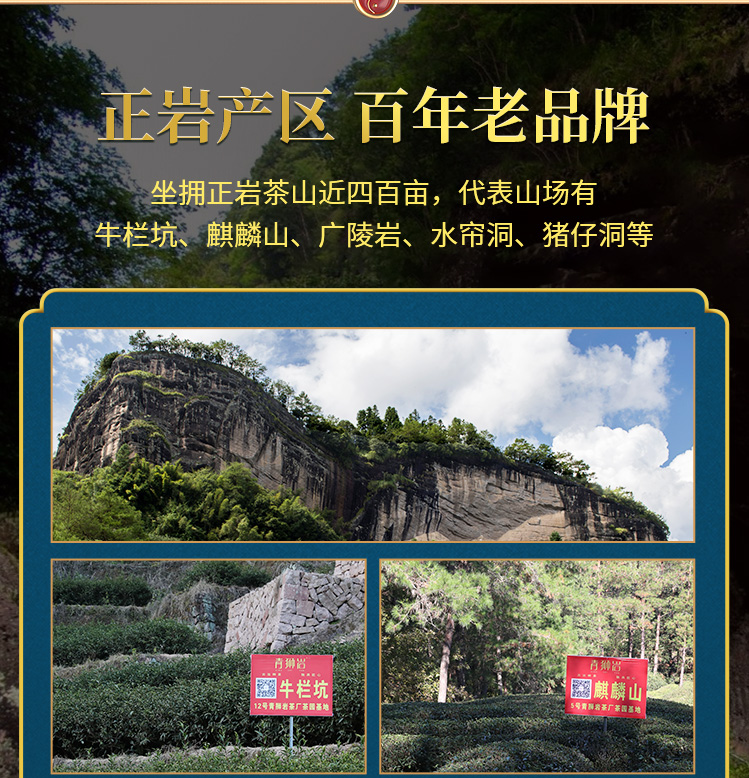 正岩产区 百年老品牌
坐拥正岩茶山近四百亩，代表山场有
牛栏坑、麒麟山、广陵岩、水帘洞、猪仔洞等
青狮岩
牛栏坑
12号青狮岩茶厂茶园基地
青狮岩
麒麟山
5号青狮岩茶厂茶园基地